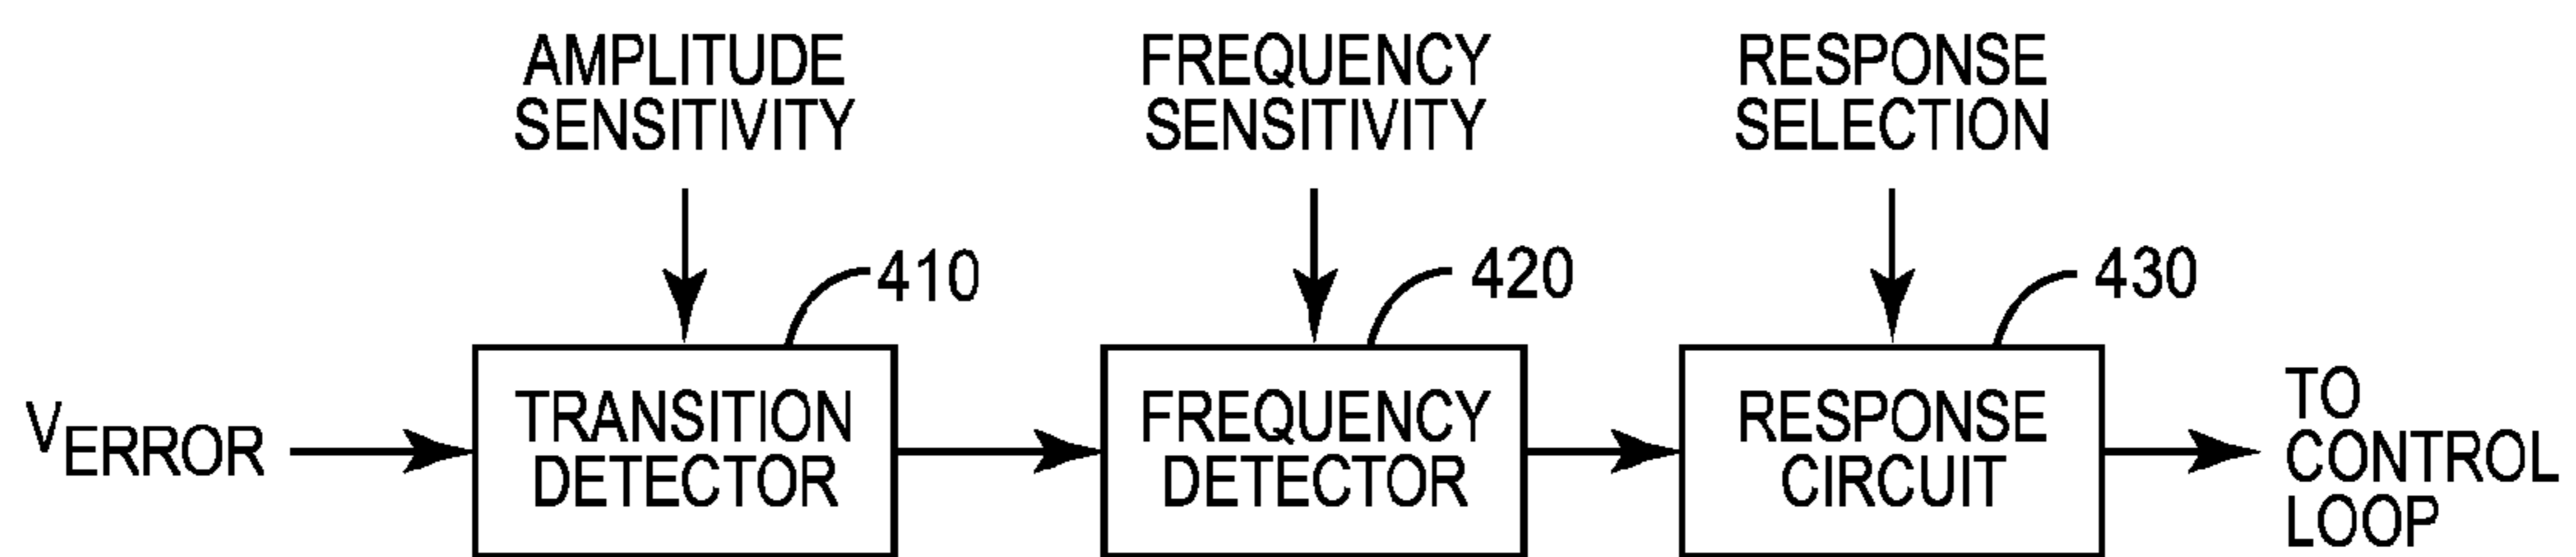 AMPLITUDE
SENSITIVITY
FREQUENCY
SENSITIVITY
RESPONSE
SELECTION
410
420
430
VERROR
TRANSITION
DETECTOR
FREQUENCY
DETECTOR
RESPONSE
CIRCUIT
TO
CONTROL
LOOP